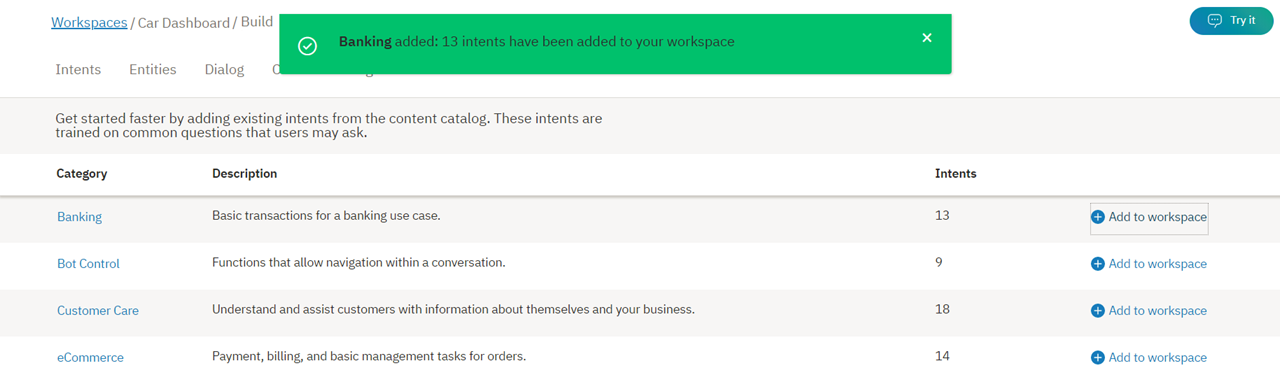 Workspaces / Car Dashboard / Build
Banking added: 13 intents have been added to your workspace
Try it
Intents Entities Dialog
Get started faster by adding existing intents from the content catalog. These intents are
trained on common questions that users may ask.
Category Description Intents
Banking Basic transactions for a banking use case. 13 Add to workspace
Bot Control Functions that allow navigation within a conversation. 9 Add to workspace
Customer Care Understand and assist customers with information about themselves and your business. 18 Add to workspace
eCommerce Payment, billing, and basic management tasks for orders. 14 Add to workspace